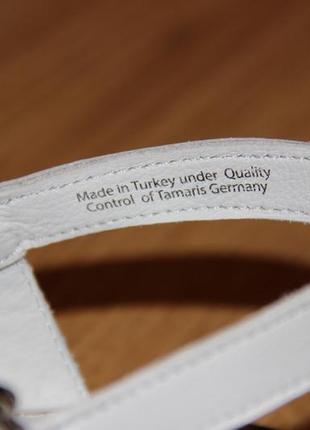 Made in Turkey under Quality
Control of Tamaris Germany